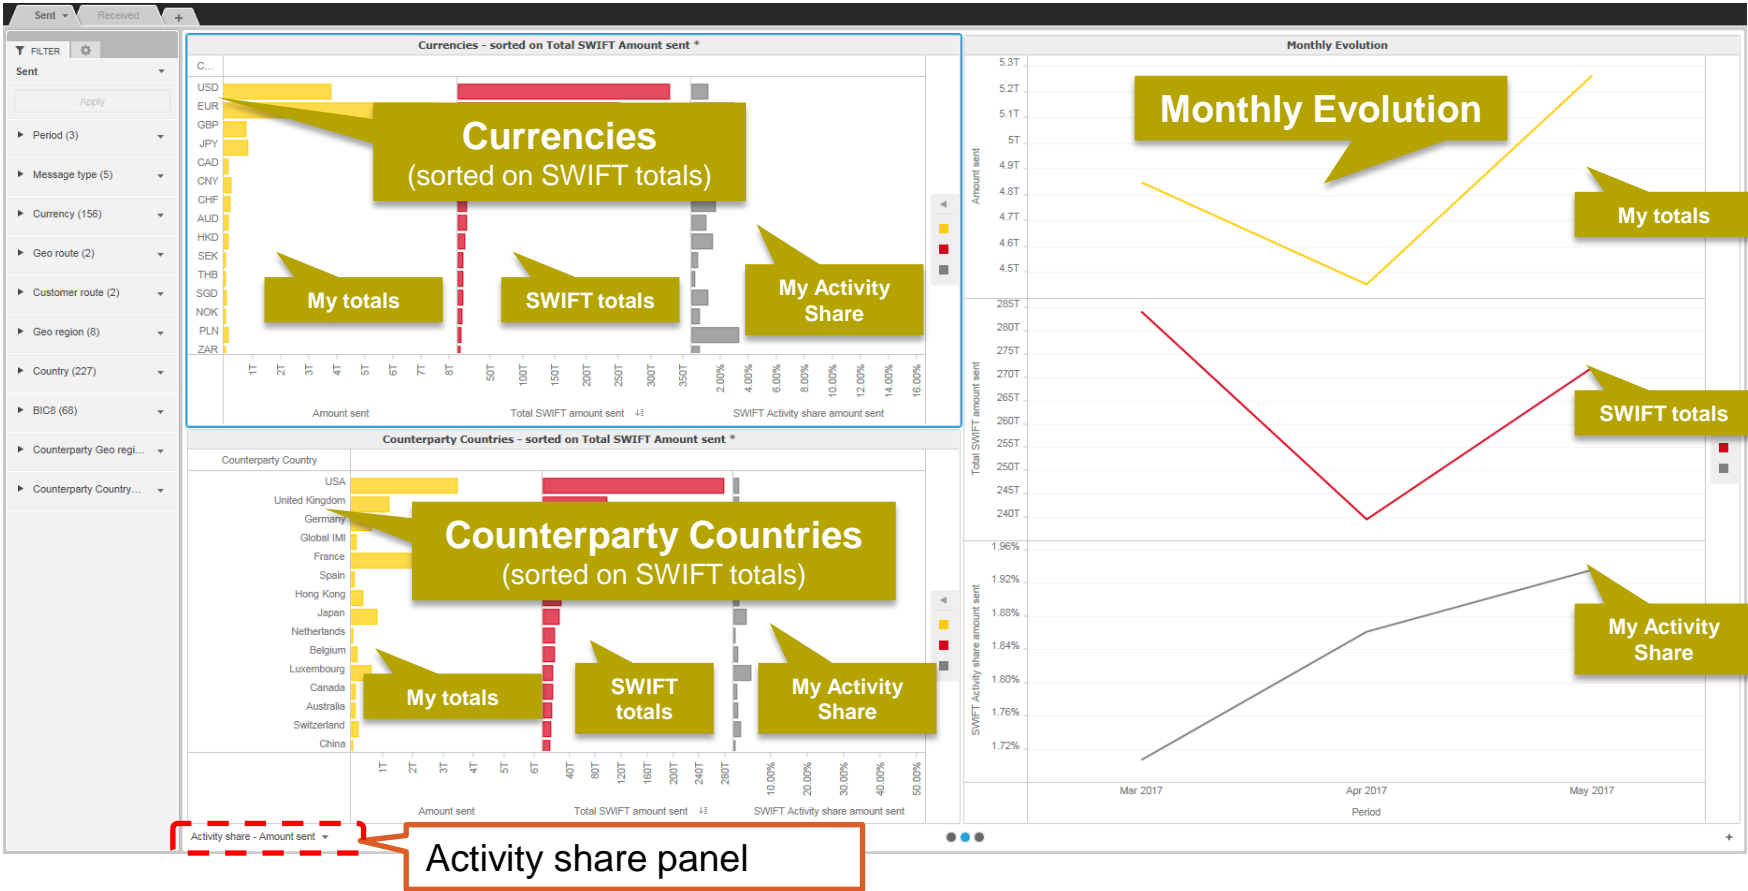 Sent
Received
+
FILTER
Sent
Apply
Period (3)
Message type (5)
Currency (156)
Geo route (2)
Customer route (2)
Geo region (8)
Country (227)
BIC8 (68)
Counterparty Geo regi...
Counterparty Country...
Currencies - sorted on Total SWIFT Amount sent *
C...
USD
EUR
GBP
JPY
CAD
CNY
CHF
AUD
HKD
SEK
THB
SGD
NOK
PLN
ZAR
Currencies
(sorted on SWIFT totals)
My totals
SWIFT totals
My Activity
Share
1T 2T 3T 4T 5T 6T 7T 8T
50T 100T 150T 200T 250T 300T 350T
2.00% 4.00% 6.00% 8.00% 10.00% 12.00% 14.00% 16.00%
Amount sent
Total SWIFT amount sent
SWIFT Activity share amount sent
Counterparty Countries - sorted on Total SWIFT Amount sent *
Counterparty Country
USA
United Kingdom
Germany
Global IMI
France
Spain
Hong Kong
Japan
Netherlands
Belgium
Luxembourg
Canada
Australia
Switzerland
China
Counterparty Countries
(sorted on SWIFT totals)
My totals
SWIFT
totals
My Activity
Share
1T 2T 3T 4T 5T 6T
40T 80T 120T 160T 200T 240T 280T
10.00% 20.00% 30.00% 40.00% 50.00%
Amount sent
Total SWIFT amount sent
SWIFT Activity share amount sent
Activity share - Amount sent
Activity share panel
Monthly Evolution
Monthly Evolution
Amount sent
5.3T
5.2T
5.1T
5T
4.9T
4.8T
4.7T
4.6T
4.5T
My totals
Total SWIFT amount sent
285T
280T
275T
270T
265T
260T
255T
250T
245T
240T
SWIFT totals
SWIFT Activity share amount sent
1.96%
1.92%
1.88%
1.84%
1.80%
1.76%
1.72%
My Activity
Share
Mar 2017
Apr 2017
May 2017
Period
+